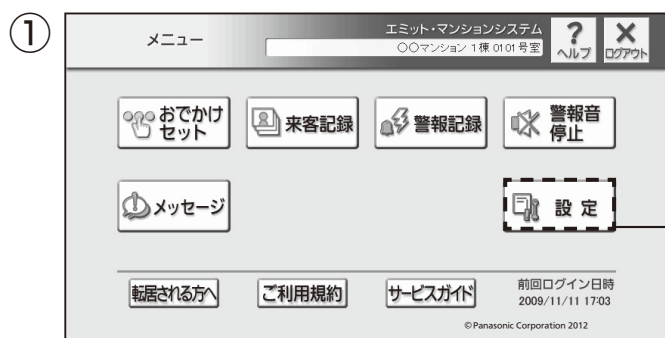 ①
メニュー
エミット・マンションシステム
○○マンション 1棟 0101号室
?
ヘルプ
×
ログアウト
おでかけ
セット
来客記録
警報記録
警報音
停止
メッセージ
設 定
転居される方へ
ご利用規約
サービスガイド
前回ログイン日時
2009/11/11 17:03
© Panasonic Corporation 2012